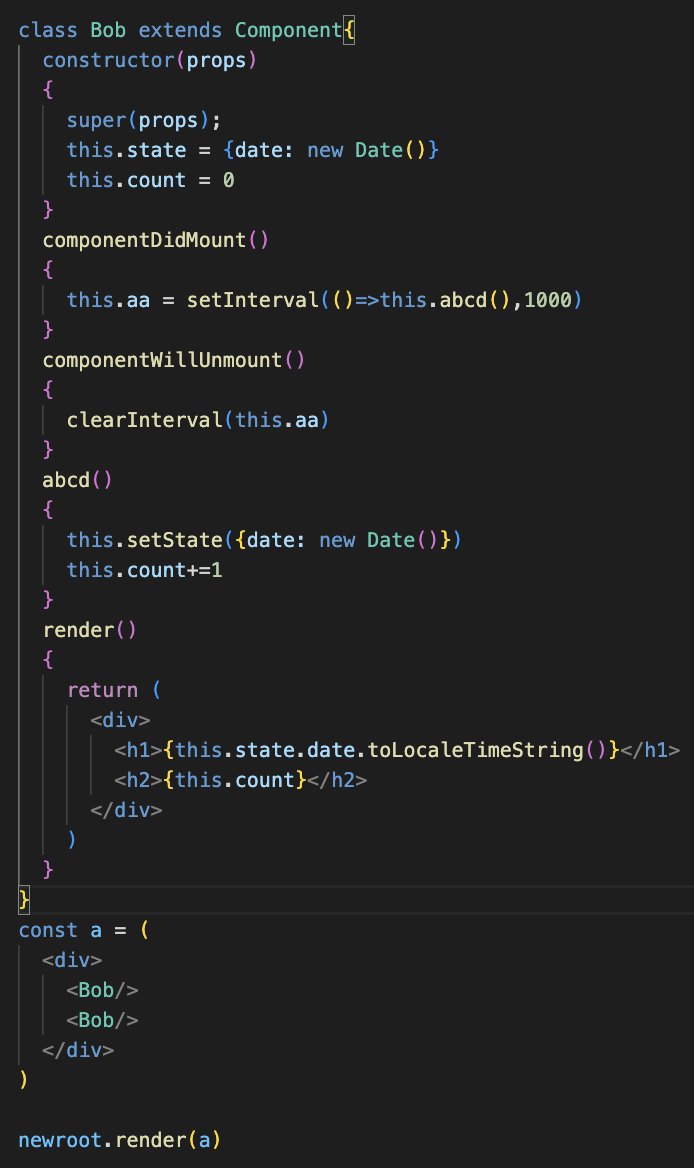 class Bob extends Component{
constructor(props)
{
super(props);
this.state = {date: new Date()}
this.count = 0
}
componentDidMount()
{
this.aa = setInterval(()=>this.abcd(),1000)
}
componentWillUnmount()
{
clearInterval(this.aa)
}
abcd()
{
this.setState({date: new Date()})
this.count+=1
}
render()
{
return (
<div>
<h1>{this.state.date.toLocaleTimeString()}</h1>
<h2>{this.count}</h2>
</div>
)
}
}
const a = (
<div>
<Bob/>
<Bob/>
</div>
)
newroot.render(a)